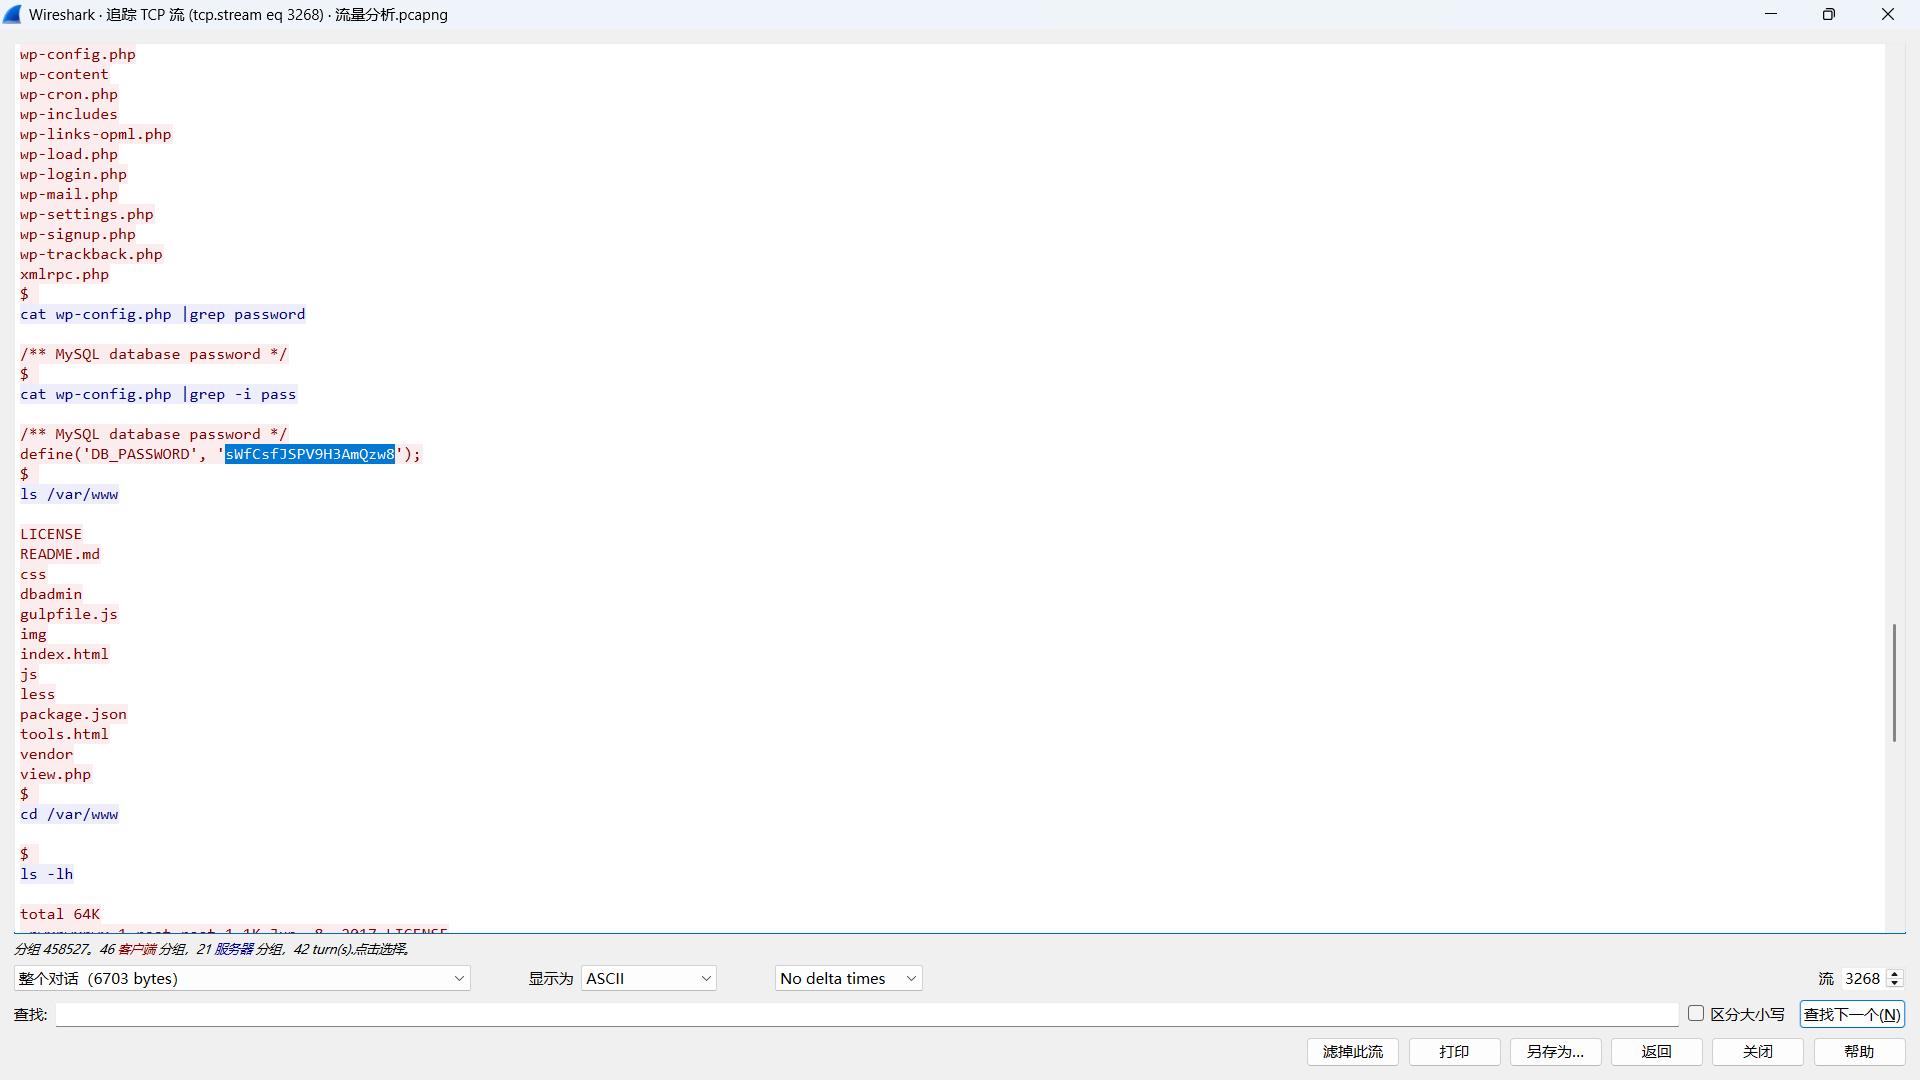 Wireshark · 追踪 TCP 流 (tcp.stream eq 3268) · 流量分析.pcapng
wp-config.php
wp-content
wp-cron.php
wp-includes
wp-links-opml.php
wp-load.php
wp-login.php
wp-mail.php
wp-settings.php
wp-signup.php
wp-trackback.php
xmlrpc.php
$
cat wp-config.php |grep password
/** MySQL database password */
$
cat wp-config.php |grep -i pass
/** MySQL database password */
define('DB_PASSWORD', 'sWfCsfJSPV9H3AmQzw8');
$
ls /var/www
LICENSE
README.md
css
dbadmin
gulpfile.js
img
index.html
js
less
package.json
tools.html
vendor
view.php
$
cd /var/www
$
ls -lh
total 64K
分组 458527。46 客户端 分组，21 服务器 分组，42 turn(s).点击选择。
整个对话（6703 bytes） 显示为 ASCII No delta times 流 3268
查找: 区分大小写 查找下一个(N)
滤掉此流 打印 另存为... 返回 关闭 帮助